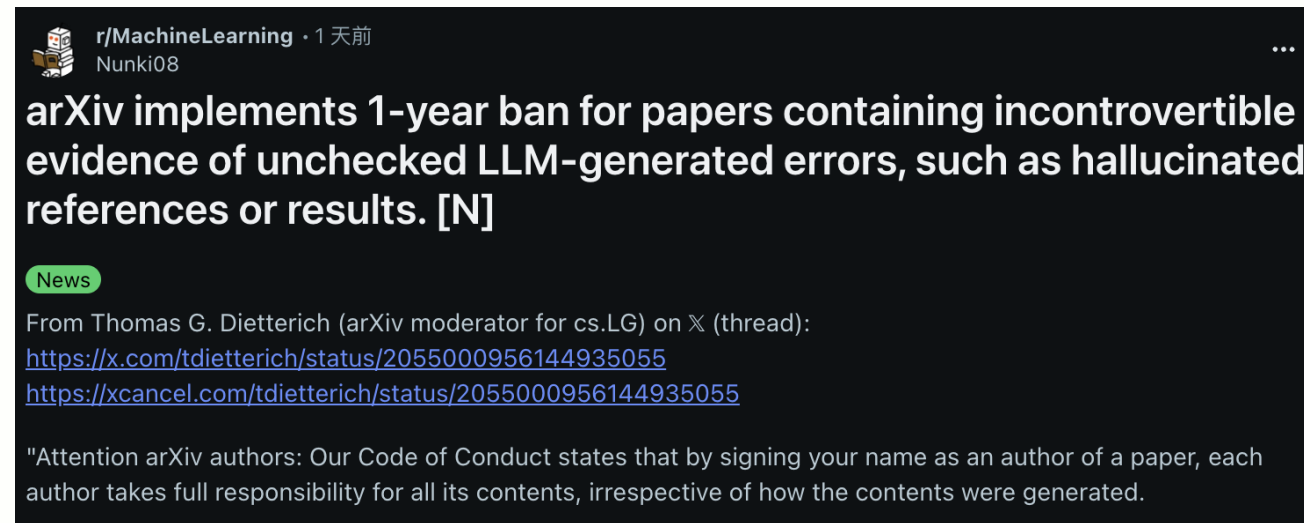 r/MachineLearning • 1 天前
Nunki08
arXiv implements 1-year ban for papers containing incontrovertible
evidence of unchecked LLM-generated errors, such as hallucinated
references or results. [N]
News
From Thomas G. Dietterich (arXiv moderator for cs.LG) on 𝕏 (thread):
https://x.com/tdietterich/status/2055000956144935055
https://xcancel.com/tdietterich/status/2055000956144935055
"Attention arXiv authors: Our Code of Conduct states that by signing your name as an author of a paper, each
author takes full responsibility for all its contents, irrespective of how the contents were generated.